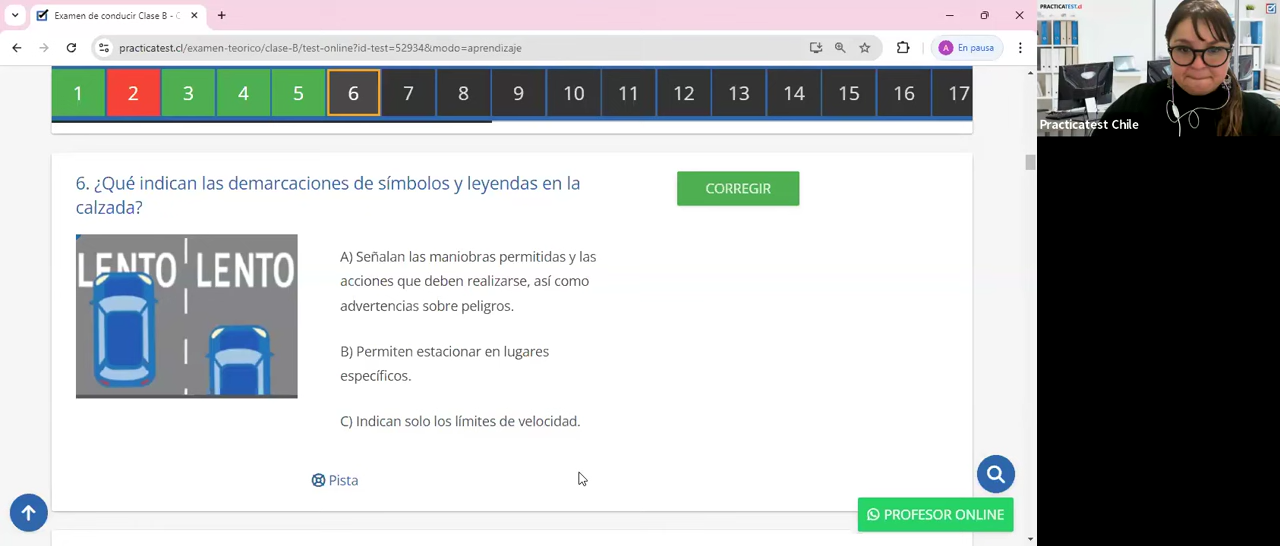 Examen de conducir Clase B - C
practicatest.cl/examen-teorico/clase-B/test-online?id-test=52934&modo=aprendizaje
A En pausa
PRACTICATEST.cl
Practicatest Chile
1 2 3 4 5 6 7 8 9 10 11 12 13 14 15 16 17
6. ¿Qué indican las demarcaciones de símbolos y leyendas en la
calzada?
CORREGIR
LENTO LENTO
A) Señalan las maniobras permitidas y las
acciones que deben realizarse, así como
advertencias sobre peligros.
B) Permiten estacionar en lugares
específicos.
C) Indican solo los límites de velocidad.
Pista
PROFESOR ONLINE